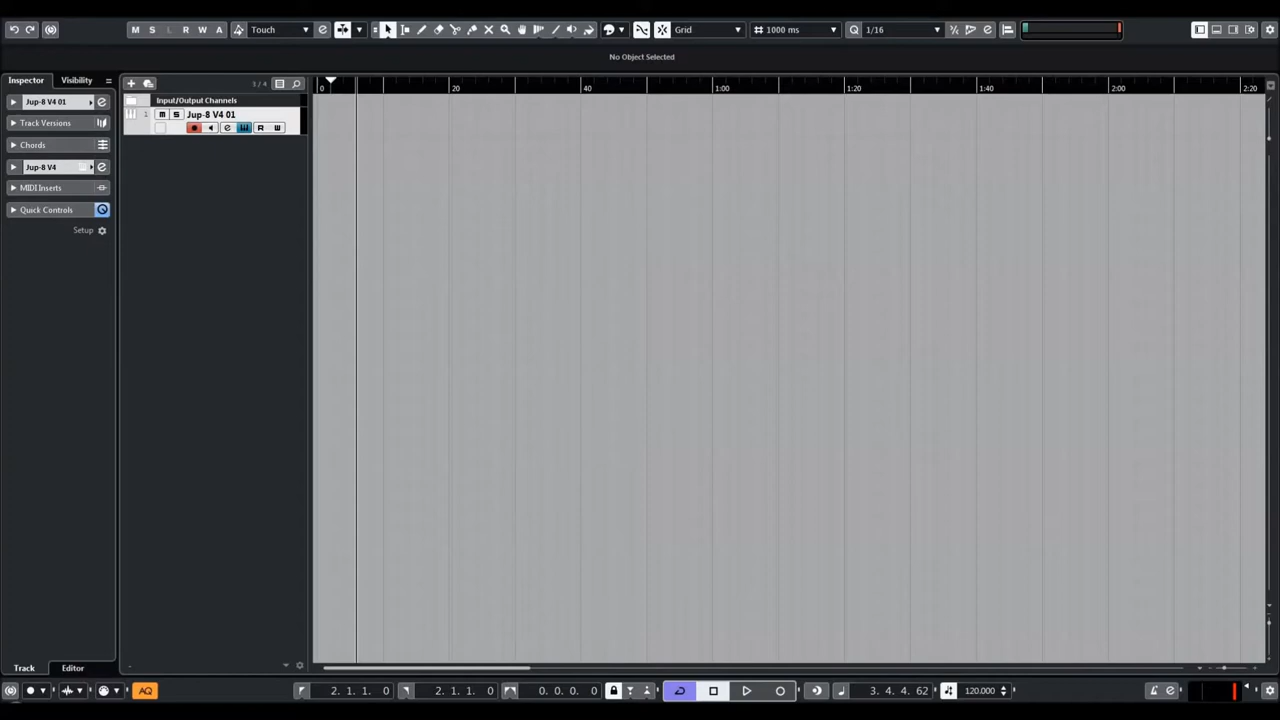 M S L R W A Touch Grid 1000 ms Q 1/16
No Object Selected
Inspector Visibility 3 / 4
0 20 40 1:00 1:20 1:40 2:00 2:20
Jup-8 V4 01
Input/Output Channels
1 M S Jup-8 V4 01
R W
Track Versions
Chords
Jup-8 V4
MIDI Inserts
Quick Controls
Setup
Track Editor
AQ 2. 1. 1. 0 2. 1. 1. 0 0. 0. 0. 0 3. 4. 4. 62 120.000